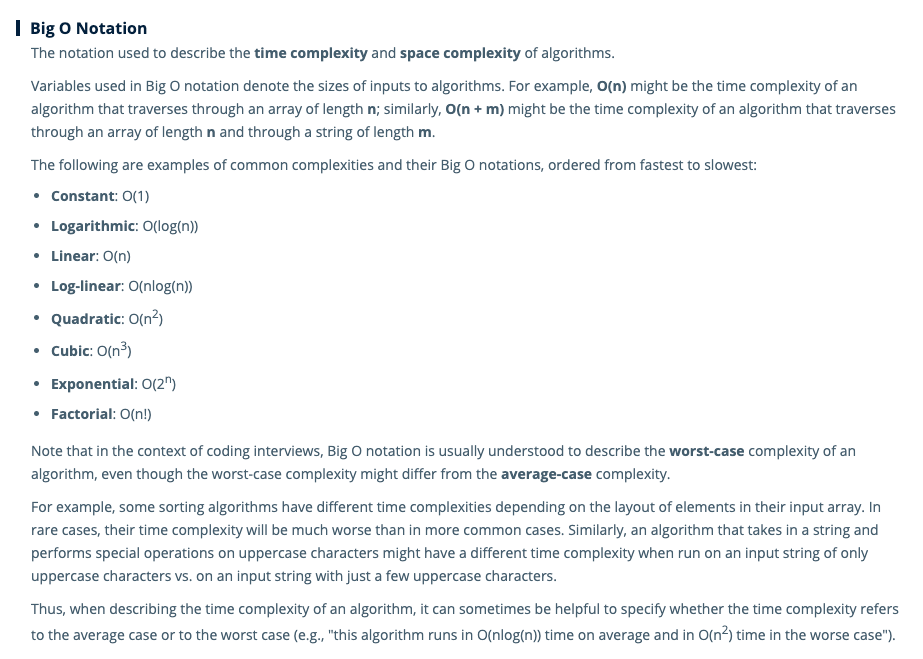 Big O Notation
The notation used to describe the time complexity and space complexity of algorithms.
Variables used in Big O notation denote the sizes of inputs to algorithms. For example, O(n) might be the time complexity of an
algorithm that traverses through an array of length n; similarly, O(n + m) might be the time complexity of an algorithm that traverses
through an array of length n and through a string of length m.
The following are examples of common complexities and their Big O notations, ordered from fastest to slowest:
• Constant: O(1)
• Logarithmic: O(log(n))
• Linear: O(n)
• Log-linear: O(nlog(n))
• Quadratic: O(n²)
• Cubic: O(n³)
• Exponential: O(2ⁿ)
• Factorial: O(n!)
Note that in the context of coding interviews, Big O notation is usually understood to describe the worst-case complexity of an
algorithm, even though the worst-case complexity might differ from the average-case complexity.
For example, some sorting algorithms have different time complexities depending on the layout of elements in their input array. In
rare cases, their time complexity will be much worse than in more common cases. Similarly, an algorithm that takes in a string and
performs special operations on uppercase characters might have a different time complexity when run on an input string of only
uppercase characters vs. on an input string with just a few uppercase characters.
Thus, when describing the time complexity of an algorithm, it can sometimes be helpful to specify whether the time complexity refers
to the average case or to the worst case (e.g., "this algorithm runs in O(nlog(n)) time on average and in O(n²) time in the worse case").